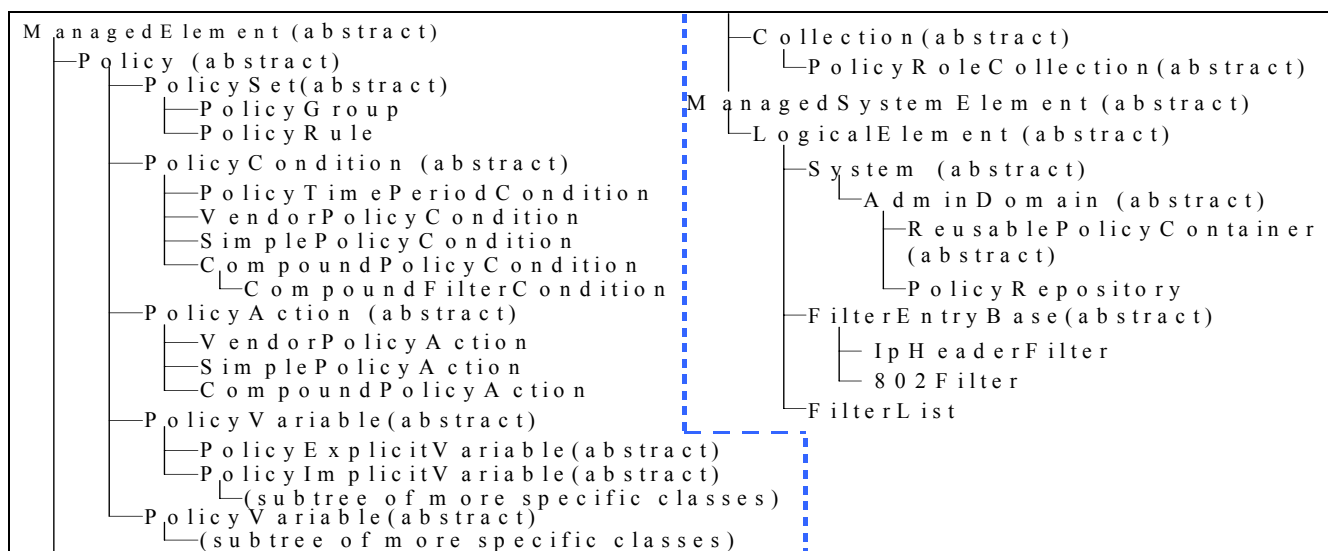 ManagedElement (abstract)
Policy (abstract)
PolicySet(abstract)
PolicyGroup
PolicyRule
PolicyCondition (abstract)
PolicyTimePeriodCondition
VendorPolicyCondition
SimplePolicyCondition
CompoundPolicyCondition
CompoundFilterCondition
PolicyAction (abstract)
VendorPolicyAction
SimplePolicyAction
CompoundPolicyAction
PolicyVariable(abstract)
PolicyExplicitVariable(abstract)
PolicyImplicitVariable(abstract)
(subtree of more specific classes)
PolicyVariable(abstract)
(subtree of more specific classes)
Collection(abstract)
PolicyRoleCollection(abstract)
ManagedSystemElement (abstract)
LogicalElement (abstract)
System (abstract)
AdminDomain (abstract)
ReusablePolicyContainer
(abstract)
PolicyRepository
FilterEntryBase(abstract)
IpHeaderFilter
802Filter
FilterList